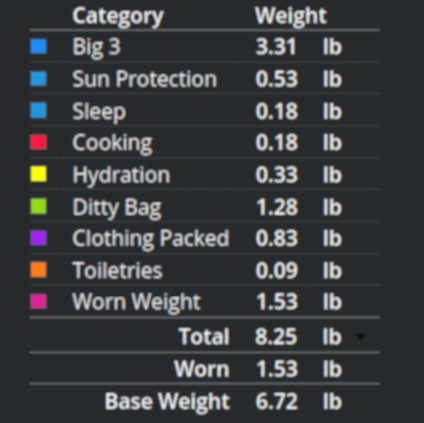 Category Weight
Big 3 3.31 lb
Sun Protection 0.53 lb
Sleep 0.18 lb
Cooking 0.18 lb
Hydration 0.33 lb
Ditty Bag 1.28 lb
Clothing Packed 0.83 lb
Toiletries 0.09 lb
Worn Weight 1.53 lb
Total 8.25 lb
Worn 1.53 lb
Base Weight 6.72 lb